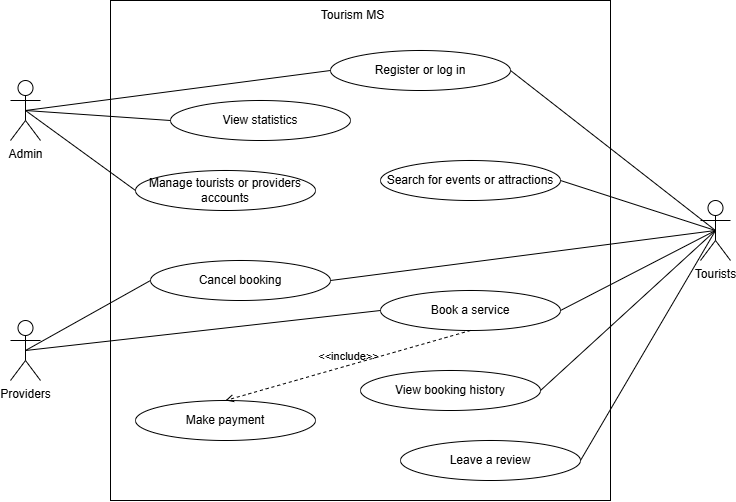 Tourism MS
Register or log in
View statistics
Admin
Manage tourists or providers
accounts
Search for events or attractions
Tourists
Cancel booking
Book a service
<<include>>
Providers
View booking history
Make payment
Leave a review